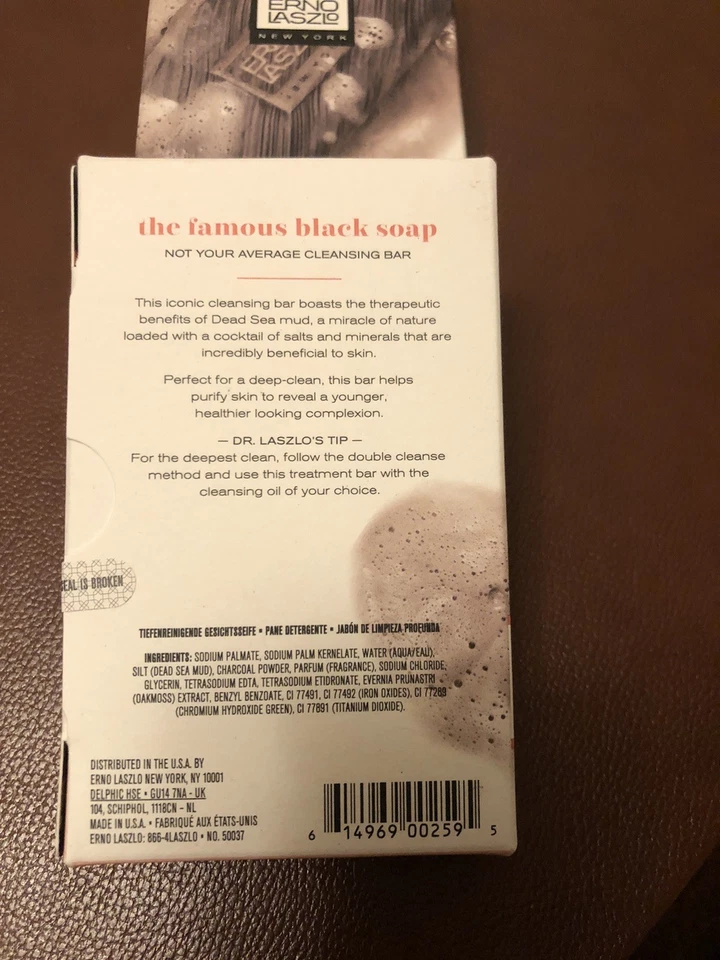 ERNO
LASZLO
NEW YORK
the famous black soap
NOT YOUR AVERAGE CLEANSING BAR
This iconic cleansing bar boasts the therapeutic
benefits of Dead Sea mud, a miracle of nature
loaded with a cocktail of salts and minerals that are
incredibly beneficial to skin.
Perfect for a deep-clean, this bar helps
purify skin to reveal a younger,
healthier looking complexion.
— DR. LASZLO'S TIP —
For the deepest clean, follow the double cleanse
method and use this treatment bar with the
cleansing oil of your choice.
IS BROKEN
TIEFENREINIGENDE GESICHTSSEIFE • PANE DETERGENTE • JABÓN DE LIMPIEZA PROFUNDA
INGREDIENTS: SODIUM PALMATE, SODIUM PALM KERNELATE, WATER (AQUA/EAU),
SILT (DEAD SEA MUD), CHARCOAL POWDER, PARFUM (FRAGRANCE), SODIUM CHLORIDE,
GLYCERIN, TETRASODIUM EDTA, TETRASODIUM ETIDRONATE, EVERNIA PRUNASTRI
(OAKMOSS) EXTRACT, BENZYL BENZOATE, CI 77491, CI 77492 (IRON OXIDES), CI 77289
(CHROMIUM HYDROXIDE GREEN), CI 77891 (TITANIUM DIOXIDE).
DISTRIBUTED IN THE U.S.A. BY
ERNO LASZLO NEW YORK, NY 10001
DELPHIC HSE • GU14 7NA - UK
104, SCHIPHOL, 1118CN – NL
MADE IN U.S.A. • FABRIQUÉ AUX ÉTATS-UNIS
ERNO LASZLO: 866-4LASZLO • NO. 50037
6 14969 00259 5